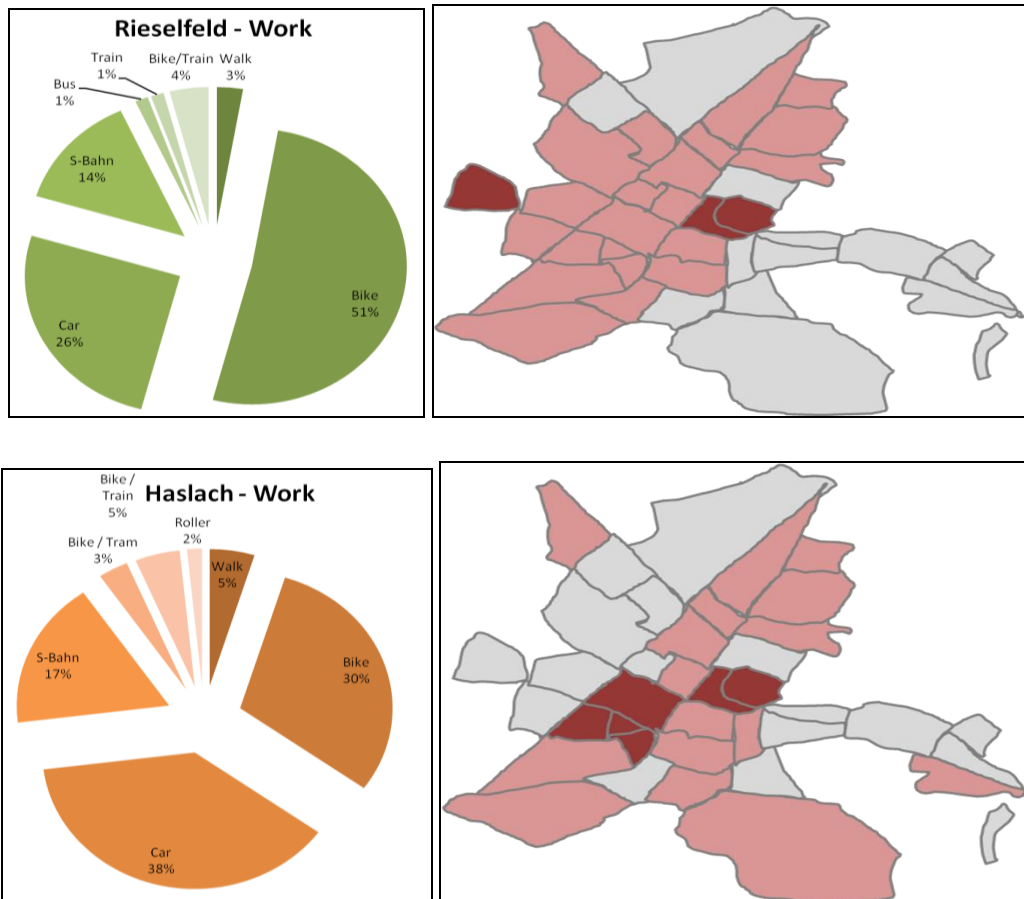 Rieselfeld - Work
Train
1%
Bike/Train
4%
Walk
3%
Bus
1%
S-Bahn
14%
Bike
51%
Car
26%
Haslach - Work
Bike /
Train
5%
Roller
2%
Bike / Tram
3%
Walk
5%
S-Bahn
17%
Bike
30%
Car
38%